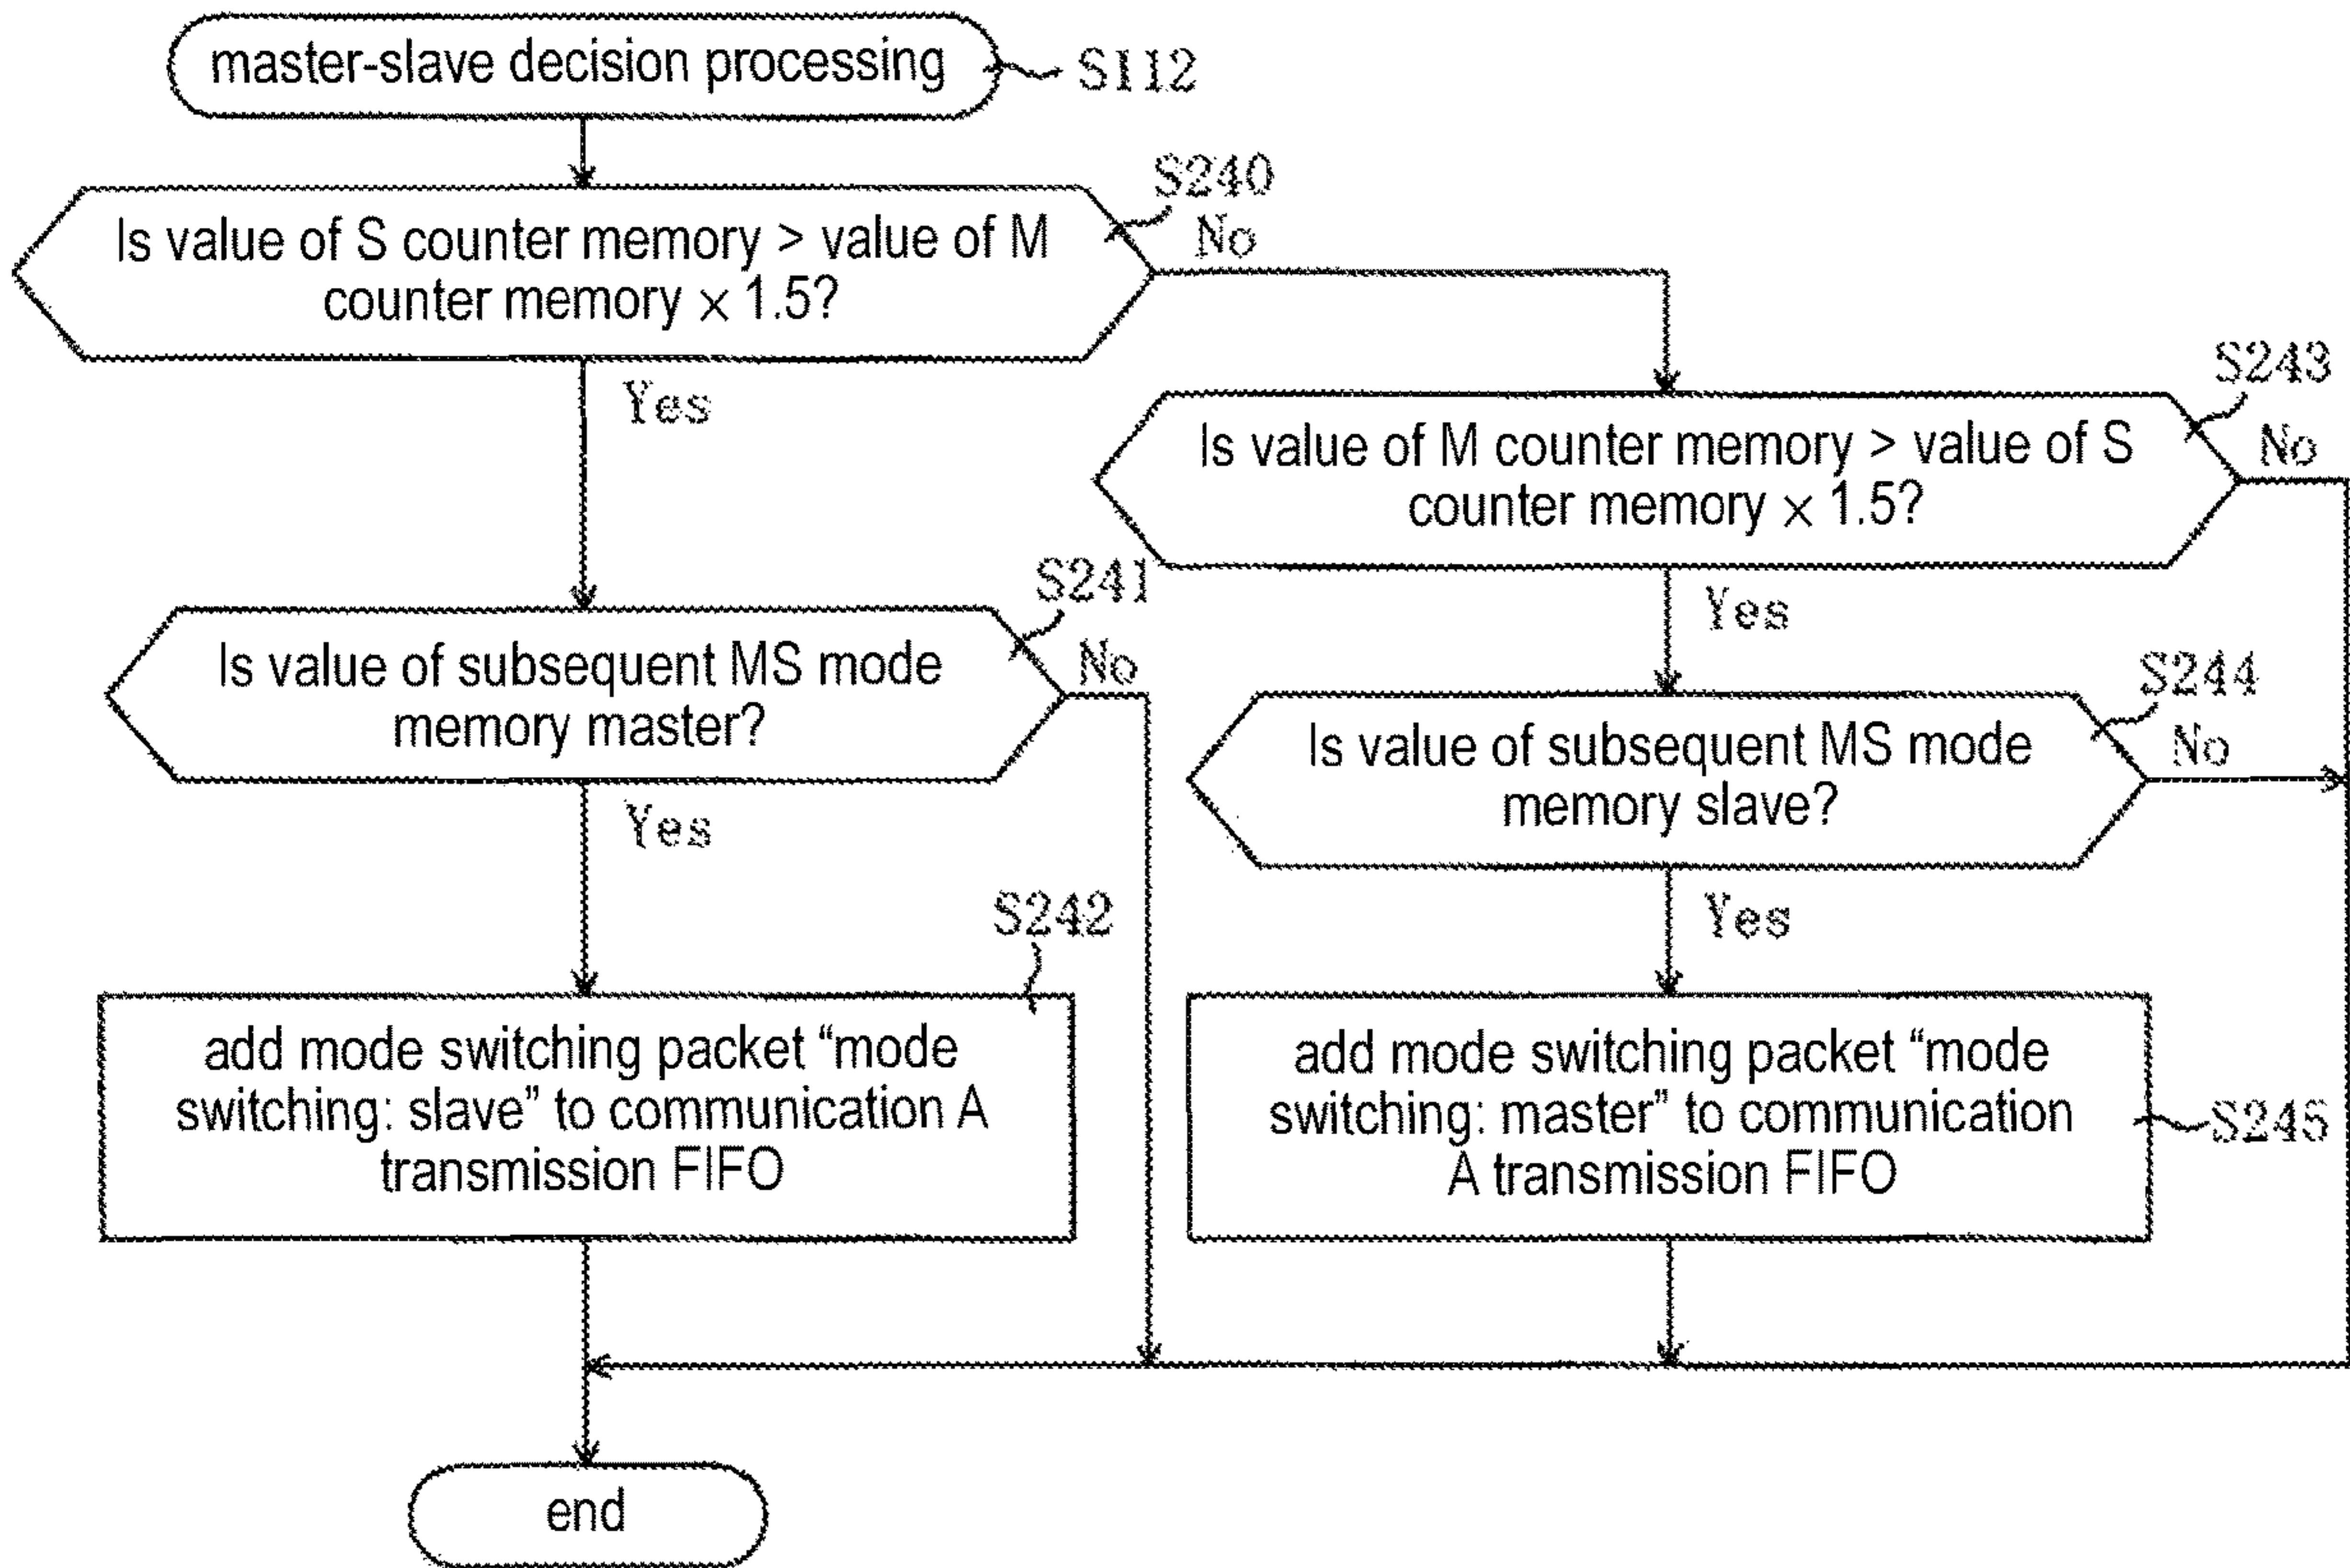 master-slave decision processing
S112
S240
Is value of S counter memory > value of M
counter memory × 1.5?
No
Yes
S243
Is value of M counter memory > value of S
counter memory × 1.5?
No
Yes
S241
Is value of subsequent MS mode
memory master?
No
Yes
S244
Is value of subsequent MS mode
memory slave?
No
Yes
S242
add mode switching packet “mode
switching: slave” to communication A
transmission FIFO
add mode switching packet “mode
switching: master” to communication
A transmission FIFO
S245
end